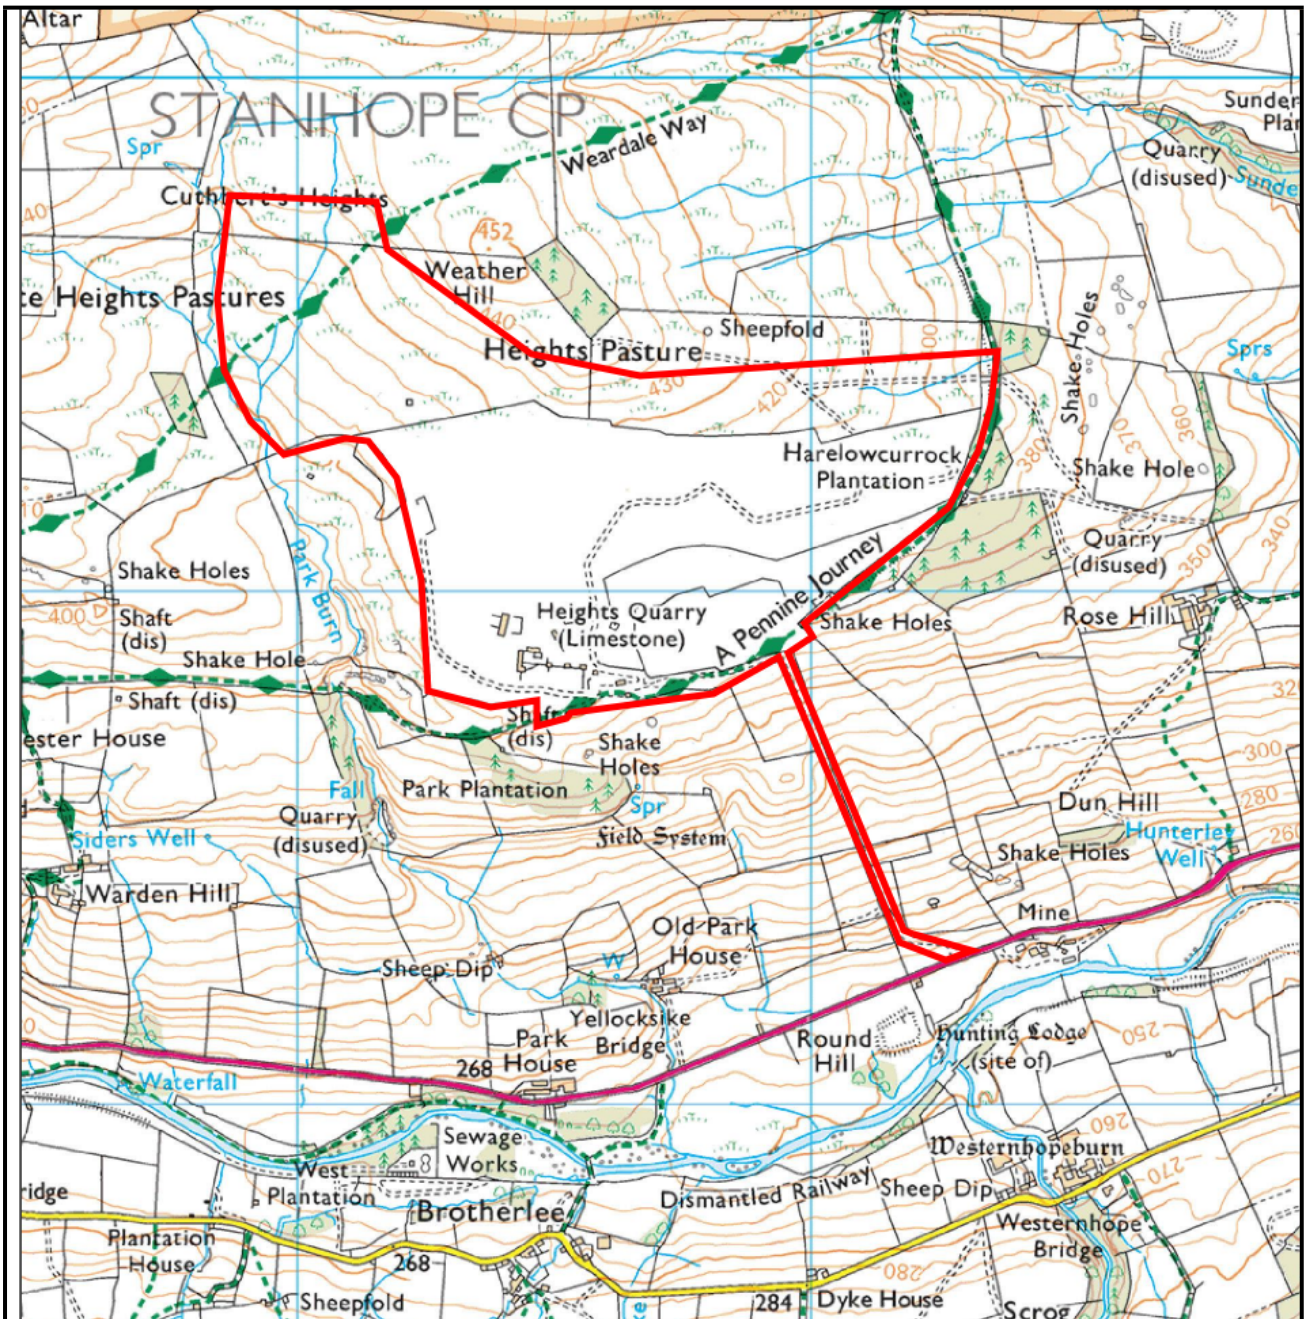 Altar
STANHOPE CP
Spr
Weardale Way
Sunder
Plan
Quarry
(disused)
Sunde
Cuthbert's Heights
40
452
Weather
Hill
te Heights Pastures
440
Sheepfold
Heights Pasture
400
430
420
Shake Holes
Sprs
370
360
Harelowcurrock
Plantation
380
Shake Hole
10
340
Park Burn
Quarry
(disused)
350
Shake Holes
400
Shaft
(dis)
Heights Quarry
(Limestone)
A Pennine Journey
Shake Holes
Rose Hill
Shake Hole
Shaft (dis)
320
ester House
Shaft
(dis)
Shake
Holes
300
Park Plantation
Fall
Spr
280
Dun Hill
Quarry
(disused)
Siders Well
Field System
Hunterley
Well
260
Shake Holes
Warden Hill
Mine
Old Park
House
Sheep Dip
W
Yellocksike
Bridge
Park
House
268
Round
Hill
Hunting Lodge
(site of)
250
Waterfall
Sewage
Works
260
Westernhopeburn
West
Plantation
270
ridge
Brotherlee
Dismantled Railway
Sheep Dip
Plantation
House
Westernhope
Bridge
268
280
Sheepfold
284
Dyke House
Scrog